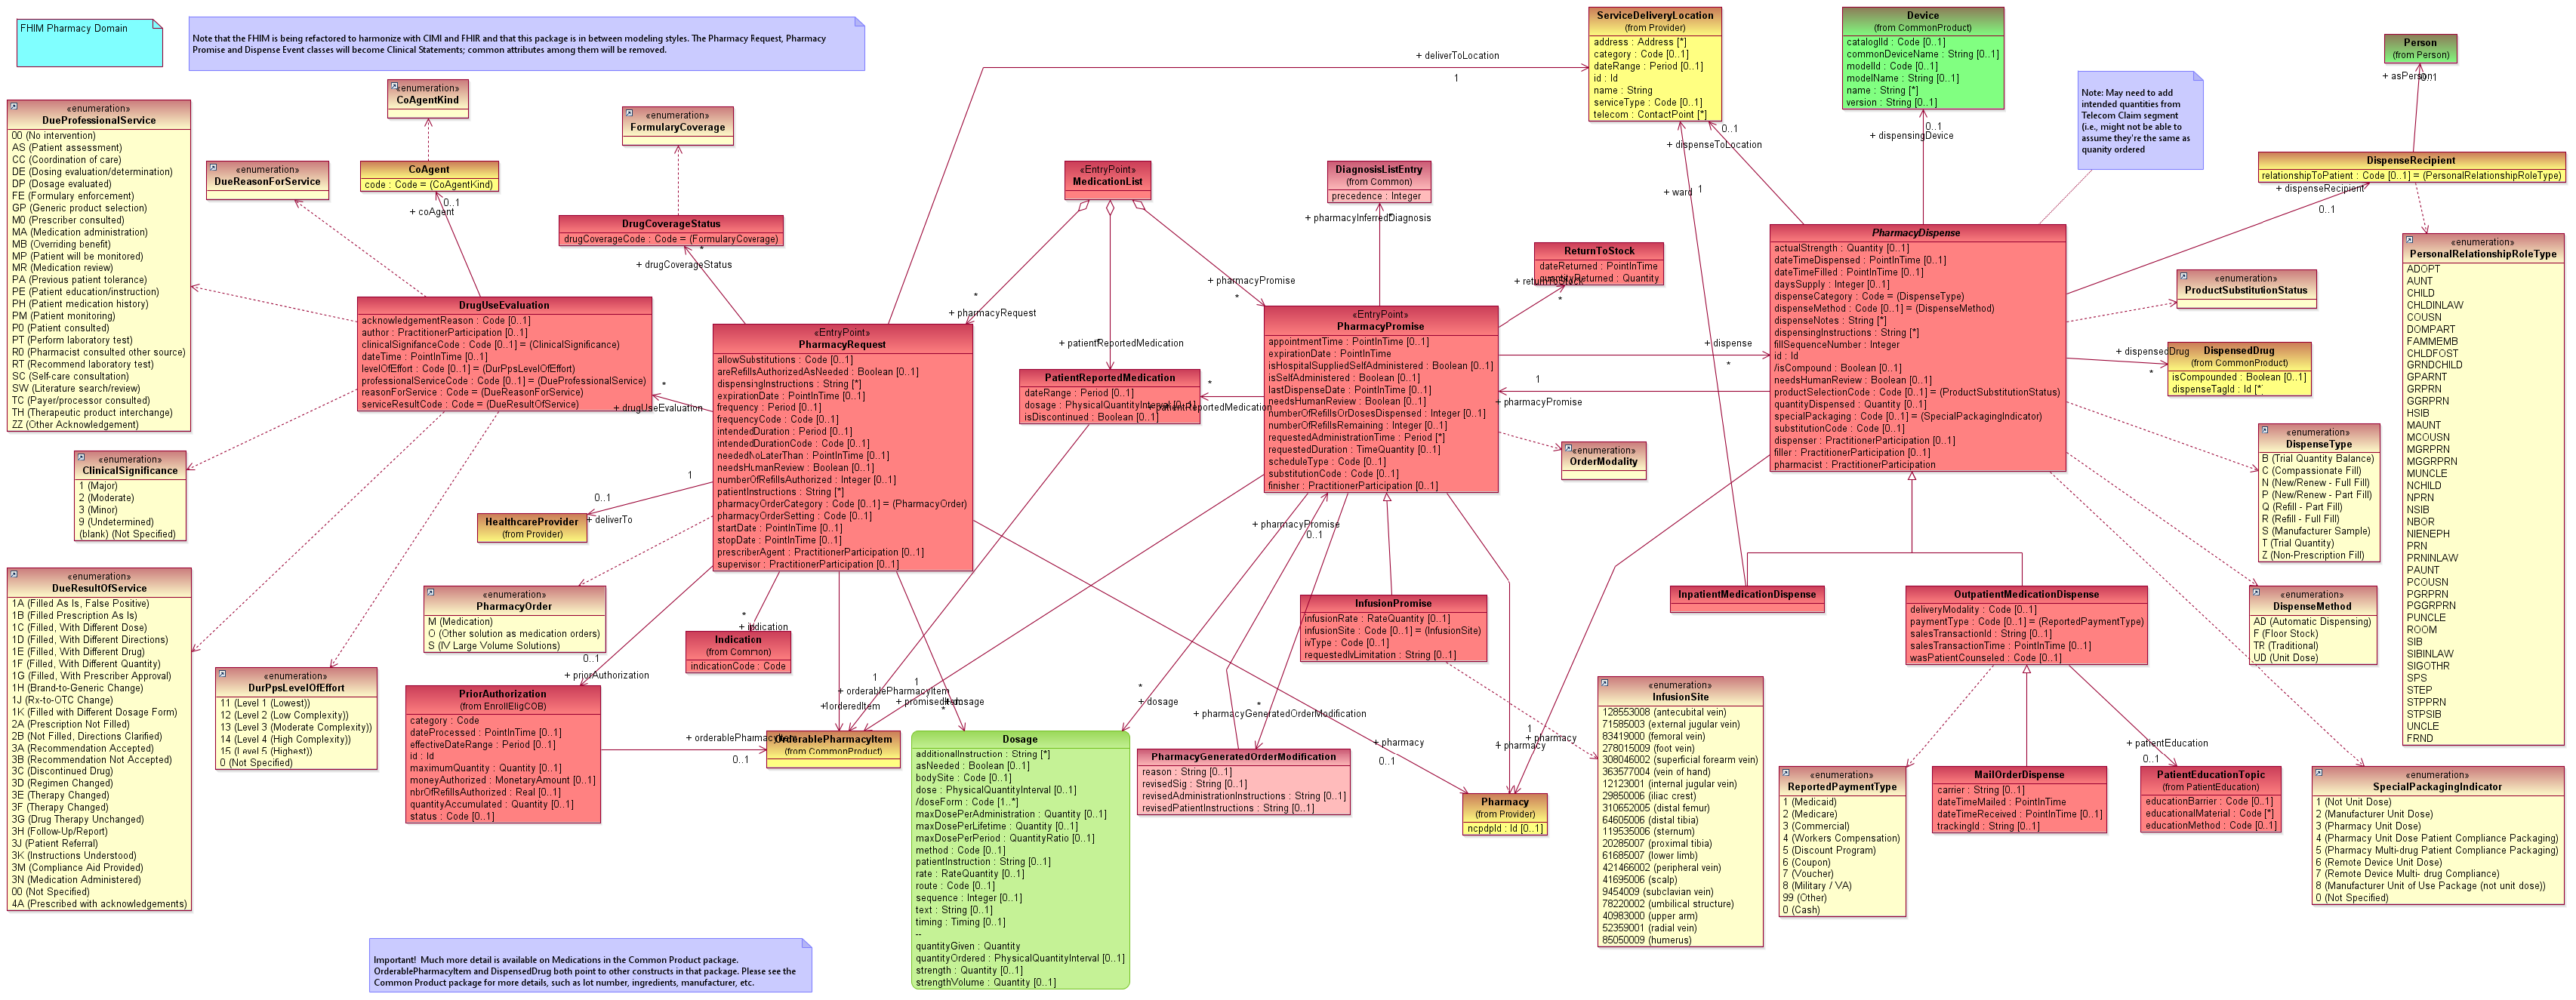 FHIM Pharmacy Domain
Note that the FHIM is being refactored to harmonize with CIMI and FHIR and that this package is in between modeling styles. The Pharmacy Request, Pharmacy
Promise and Dispense Event classes will become Clinical Statements; common attributes among them will be removed.
«enumeration»
DueProfessionalService
00 (No intervention)
AS (Patient assessment)
CC (Coordination of care)
DE (Dosing evaluation/determination)
DP (Dosage evaluated)
FE (Formulary enforcement)
GP (Generic product selection)
M0 (Prescriber consulted)
MA (Medication administration)
MB (Overriding benefit)
MP (Patient will be monitored)
MR (Medication review)
PA (Previous patient tolerance)
PE (Patient education/instruction)
PH (Patient medication history)
PM (Patient monitoring)
P0 (Patient consulted)
PT (Perform laboratory test)
R0 (Pharmacist consulted other source)
RT (Recommend laboratory test)
SC (Self-care consultation)
SW (Literature search/review)
TC (Payer/processor consulted)
TH (Therapeutic product interchange)
ZZ (Other Acknowledgement)
«enumeration»
DueReasonForService
«enumeration»
CoAgentKind
CoAgent
code : Code = (CoAgentKind)
0..1
+ coAgent
«enumeration»
FormularyCoverage
DrugCoverageStatus
drugCoverageCode : Code = (FormularyCoverage)
*
+ drugCoverageStatus
DrugUseEvaluation
acknowledgementReason : Code [0..1]
author : PractitionerParticipation [0..1]
clinicalSignifanceCode : Code [0..1] = (ClinicalSignificance)
dateTime : PointInTime [0..1]
levelOfEffort : Code [0..1] = (DurPpsLevelOfEffort)
professionalServiceCode : Code [0..1] = (DueProfessionalService)
reasonForService : Code = (DueReasonForService)
serviceResultCode : Code = (DueResultOfService)
*
+ drugUseEvaluation
«enumeration»
ClinicalSignificance
1 (Major)
2 (Moderate)
3 (Minor)
9 (Undetermined)
(blank) (Not Specified)
«enumeration»
DueResultOfService
1A (Filled As Is, False Positive)
1B (Filled Prescription As Is)
1C (Filled, With Different Dose)
1D (Filled, With Different Directions)
1E (Filled, With Different Drug)
1F (Filled, With Different Quantity)
1G (Filled, With Prescriber Approval)
1H (Brand-to-Generic Change)
1J (Rx-to-OTC Change)
1K (Filled with Different Dosage Form)
2A (Prescription Not Filled)
2B (Not Filled, Directions Clarified)
3A (Recommendation Accepted)
3B (Recommendation Not Accepted)
3C (Discontinued Drug)
3D (Regimen Changed)
3E (Therapy Changed)
3F (Therapy Changed)
3G (Drug Therapy Unchanged)
3H (Follow-Up/Report)
3J (Patient Referral)
3K (Instructions Understood)
3M (Compliance Aid Provided)
3N (Medication Administered)
00 (Not Specified)
4A (Prescribed with acknowledgements)
«enumeration»
DurPpsLevelOfEffort
11 (Level 1 (Lowest))
12 (Level 2 (Low Complexity))
13 (Level 3 (Moderate Complexity))
14 (Level 4 (High Complexity))
15 (Level 5 (Highest))
0 (Not Specified)
HealthcareProvider
(from Provider)
0..1
1
+ deliverTo
«enumeration»
PharmacyOrder
M (Medication)
O (Other solution as medication orders)
S (IV Large Volume Solutions)
PriorAuthorization
(from EnrollEligCOB)
category : Code
dateProcessed : PointInTime [0..1]
effectiveDateRange : Period [0..1]
id : Id
maximumQuantity : Quantity [0..1]
moneyAuthorized : MonetaryAmount [0..1]
nbrOfRefillsAuthorized : Real [0..1]
quantityAccumulated : Quantity [0..1]
status : Code [0..1]
0..1
+ priorAuthorization
Indication
(from Common)
indicationCode : Code
*
+ indication
«EntryPoint»
PharmacyRequest
allowSubstitutions : Code [0..1]
areRefillsAuthorizedAsNeeded : Boolean [0..1]
dispensingInstructions : String [*]
expirationDate : PointInTime [0..1]
frequency : Period [0..1]
frequencyCode : Code [0..1]
intendedDuration : Period [0..1]
intendedDurationCode : Code [0..1]
neededNoLaterThan : PointInTime [0..1]
needsHumanReview : Boolean [0..1]
numberOfRefillsAuthorized : Integer [0..1]
patientInstructions : String [*]
pharmacyOrderCategory : Code [0..1] = (PharmacyOrder)
pharmacyOrderSetting : Code [0..1]
startDate : PointInTime [0..1]
stopDate : PointInTime [0..1]
prescriberAgent : PractitionerParticipation [0..1]
supervisor : PractitionerParticipation [0..1]
«EntryPoint»
MedicationList
*
+ pharmacyRequest
+ patientReportedMedication
+ pharmacyPromise
*
PatientReportedMedication
dateRange : Period [0..1]
dosage : PhysicalQuantityInterval [0..1]
isDiscontinued : Boolean [0..1]
*
+ patientReportedMedication
OrderablePharmacyItem
(from CommonProduct)
+ orderablePharmacyItem
0..1
1
1
+ orderablePharmacyItem
+ orderedItem
+ promisedItem
+ dosage
*
Dosage
additionalInstruction : String [*]
asNeeded : Boolean [0..1]
bodySite : Code [0..1]
dose : PhysicalQuantityInterval [0..1]
/doseForm : Code [1..*]
maxDosePerAdministration : Quantity [0..1]
maxDosePerLifetime : Quantity [0..1]
maxDosePerPeriod : QuantityRatio [0..1]
method : Code [0..1]
patientInstruction : String [0..1]
rate : RateQuantity [0..1]
route : Code [0..1]
sequence : Integer [0..1]
text : String [0..1]
timing : Timing [0..1]
--
quantityGiven : Quantity
quantityOrdered : PhysicalQuantityInterval [0..1]
strength : Quantity [0..1]
strengthVolume : Quantity [0..1]
Important! Much more detail is available on Medications in the Common Product package.
OrderablePharmacyItem and DispensedDrug both point to other constructs in that package. Please see the
Common Product package for more details, such as lot number, ingredients, manufacturer, etc.
DiagnosisListEntry
(from Common)
precedence : Integer
+ pharmacyInferredDiagnosis
*
ReturnToStock
dateReturned : PointInTime
quantityReturned : Quantity
+ returnToStock
*
«EntryPoint»
PharmacyPromise
appointmentTime : PointInTime [0..1]
expirationDate : PointInTime
isHospitalSuppliedSelfAdministered : Boolean [0..1]
isSelfAdministered : Boolean [0..1]
lastDispenseDate : PointInTime [0..1]
needsHumanReview : Boolean [0..1]
numberOfRefillsOrDosesDispensed : Integer [0..1]
numberOfRefillsRemaining : Integer [0..1]
requestedAdministrationTime : Period [*]
requestedDuration : TimeQuantity [0..1]
scheduleType : Code [0..1]
substitutionCode : Code [0..1]
finisher : PractitionerParticipation [0..1]
+ dispense
*
1
+ pharmacyPromise
«enumeration»
OrderModality
+ pharmacyPromise
0..1
InfusionPromise
infusionRate : RateQuantity [0..1]
infusionSite : Code [0..1] = (InfusionSite)
ivType : Code [0..1]
requestedIvLimitation : String [0..1]
*
+ dosage
*
+ pharmacyGeneratedOrderModification
PharmacyGeneratedOrderModification
reason : String [0..1]
revisedSig : String [0..1]
revisedAdministrationInstructions : String [0..1]
revisedPatientInstructions : String [0..1]
+ pharmacy
0..1
+ pharmacy
1
+ pharmacy
Pharmacy
(from Provider)
ncpdpId : Id [0..1]
«enumeration»
InfusionSite
128553008 (antecubital vein)
71585003 (external jugular vein)
83419000 (femoral vein)
278015009 (foot vein)
308046002 (superficial forearm vein)
363577004 (vein of hand)
12123001 (internal jugular vein)
29850006 (iliac crest)
310652005 (distal femur)
64605006 (distal tibia)
119535006 (sternum)
20285007 (proximal tibia)
61685007 (lower limb)
421466002 (peripheral vein)
41695006 (scalp)
9454009 (subclavian vein)
78220002 (umbilical structure)
40983000 (upper arm)
52359001 (radial vein)
85050009 (humerus)
+ deliverToLocation
1
ServiceDeliveryLocation
(from Provider)
address : Address [*]
category : Code [0..1]
dateRange : Period [0..1]
id : Id
name : String
serviceType : Code [0..1]
telecom : ContactPoint [*]
0..1
+ dispenseToLocation
+ ward
1
Device
(from CommonProduct)
catalogId : Code [0..1]
commonDeviceName : String [0..1]
modelId : Code [0..1]
modelName : String [0..1]
name : String [*]
version : String [0..1]
0..1
+ dispensingDevice
Note: May need to add
intended quantities from
Telecom Claim segment
(i.e., might not be able to
assume they're the same as
quanity ordered
Person
(from Person)
+ asPerson
0..1
DispenseRecipient
relationshipToPatient : Code [0..1] = (PersonalRelationshipRoleType)
+ dispenseRecipient
0..1
PharmacyDispense
actualStrength : Quantity [0..1]
dateTimeDispensed : PointInTime [0..1]
dateTimeFilled : PointInTime [0..1]
daysSupply : Integer [0..1]
dispenseCategory : Code = (DispenseType)
dispenseMethod : Code [0..1] = (DispenseMethod)
dispenseNotes : String [*]
dispensingInstructions : String [*]
fillSequenceNumber : Integer
id : Id
/isCompound : Boolean [0..1]
needsHumanReview : Boolean [0..1]
productSelectionCode : Code [0..1] = (ProductSubstitutionStatus)
quantityDispensed : Quantity [0..1]
specialPackaging : Code [0..1] = (SpecialPackagingIndicator)
substitutionCode : Code [0..1]
dispenser : PractitionerParticipation [0..1]
filler : PractitionerParticipation [0..1]
pharmacist : PractitionerParticipation
«enumeration»
ProductSubstitutionStatus
+ dispensedDrug
*
DispensedDrug
(from CommonProduct)
isCompounded : Boolean [0..1]
dispenseTagId : Id [*]
«enumeration»
DispenseType
B (Trial Quantity Balance)
C (Compassionate Fill)
N (New/Renew - Full Fill)
P (New/Renew - Part Fill)
Q (Refill - Part Fill)
R (Refill - Full Fill)
S (Manufacturer Sample)
T (Trial Quantity)
Z (Non-Prescription Fill)
«enumeration»
DispenseMethod
AD (Automatic Dispensing)
F (Floor Stock)
TR (Traditional)
UD (Unit Dose)
«enumeration»
PersonalRelationshipRoleType
ADOPT
AUNT
CHILD
CHLDINLAW
COUSN
DOMPART
FAMMEMB
CHLDFOST
GRNDCHILD
GPARNT
GRPRN
GGRPRN
HSIB
MAUNT
MCOUSN
MGRPRN
MGGRPRN
MUNCLE
NCHILD
NPRN
NSIB
NBOR
NIENEPH
PRN
PRNINLAW
PAUNT
PCOUSN
PGRPRN
PGGRPRN
PUNCLE
ROOM
SIB
SIBINLAW
SIGOTHR
SPS
STEP
STPPRN
STPSIB
UNCLE
FRND
InpatientMedicationDispense
OutpatientMedicationDispense
deliveryModality : Code [0..1]
paymentType : Code [0..1] = (ReportedPaymentType)
salesTransactionId : String [0..1]
salesTransactionTime : PointInTime [0..1]
wasPatientCounseled : Code [0..1]
«enumeration»
ReportedPaymentType
1 (Medicaid)
2 (Medicare)
3 (Commercial)
4 (Workers Compensation)
5 (Discount Program)
6 (Coupon)
7 (Voucher)
8 (Military / VA)
99 (Other)
0 (Cash)
MailOrderDispense
carrier : String [0..1]
dateTimeMailed : PointInTime
dateTimeReceived : PointInTime [0..1]
trackingId : String [0..1]
+ patientEducation
0..1
PatientEducationTopic
(from PatientEducation)
educationBarrier : Code [0..1]
educationalMaterial : Code [*]
educationMethod : Code [0..1]
«enumeration»
SpecialPackagingIndicator
1 (Not Unit Dose)
2 (Manufacturer Unit Dose)
3 (Pharmacy Unit Dose)
4 (Pharmacy Unit Dose Patient Compliance Packaging)
5 (Pharmacy Multi-drug Patient Compliance Packaging)
6 (Remote Device Unit Dose)
7 (Remote Device Multi- drug Compliance)
8 (Manufacturer Unit of Use Package (not unit dose))
0 (Not Specified)